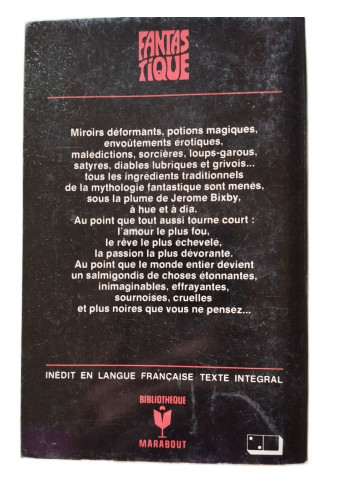 FANTAS
TIQUE
Miroirs déformants, potions magiques,
envoûtements érotiques,
malédictions, sorcières, loups-garous,
satyres, diables lubriques et grivois...
tous les ingrédients traditionnels
de la mythologie fantastique sont menés,
sous la plume de Jerome Bixby,
à hue et à dia.
Au point que tout aussi tourne court :
l'amour le plus fou,
le rêve le plus échevelé,
la passion la plus dévorante.
Au point que le monde entier devient
un salmigondis de choses étonnantes,
inimaginables, effrayantes,
sournoises, cruelles
et plus noires que vous ne pensez...
INÉDIT EN LANGUE FRANÇAISE TEXTE INTEGRAL
BIBLIOTHEQUE
MARABOUT